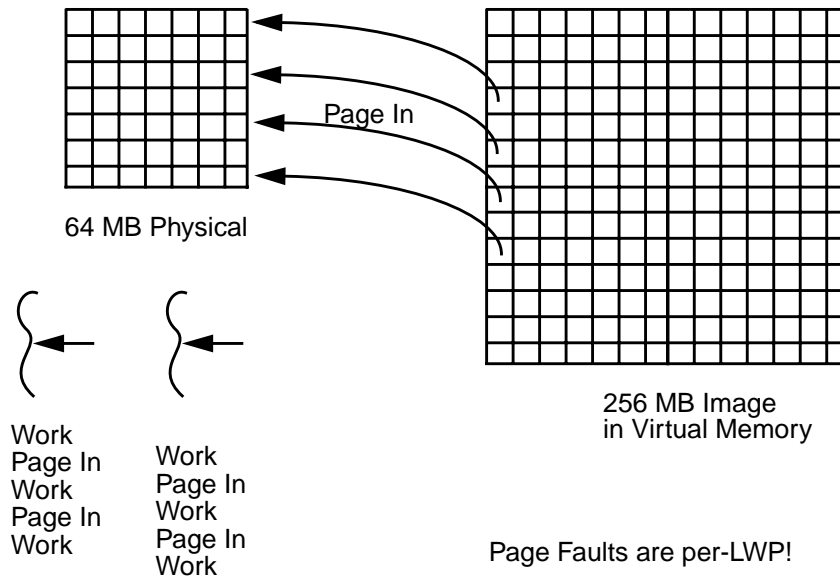 Page In
64 MB Physical
256 MB Image
in Virtual Memory
Work
Page In
Work
Page In
Work
Work
Page In
Work
Page In
Work
Page Faults are per-LWP!